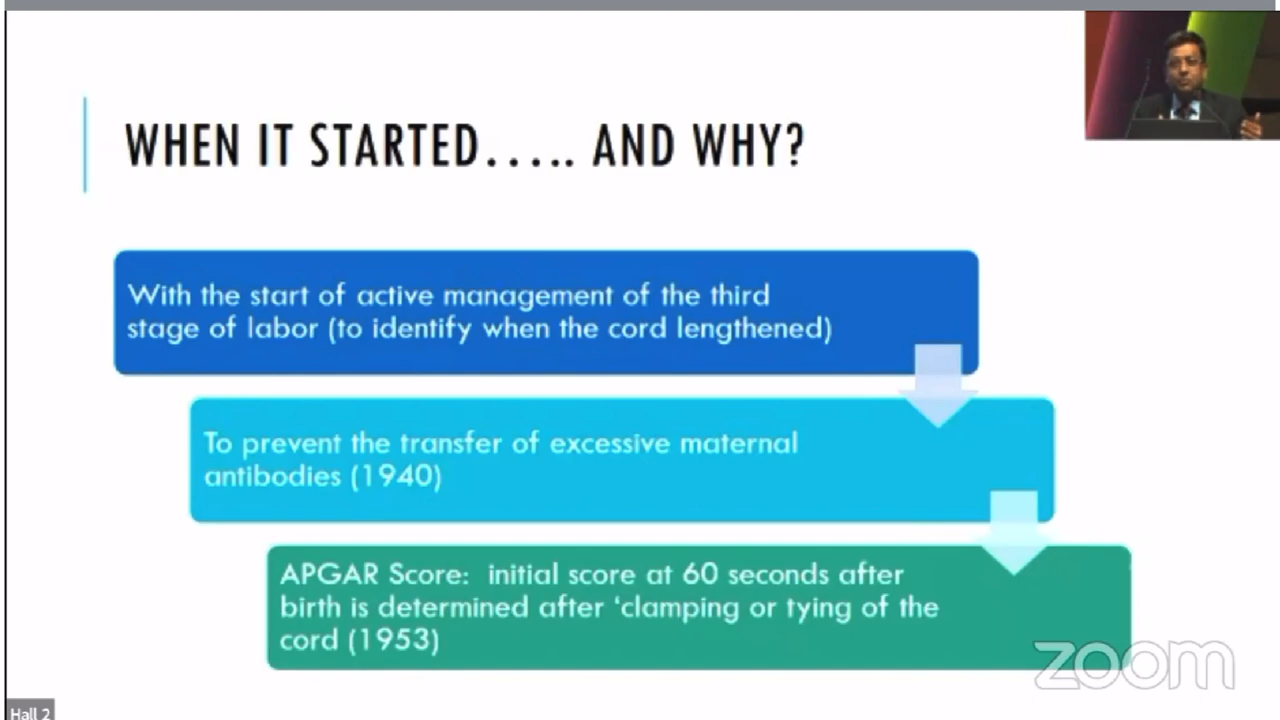 WHEN IT STARTED..... AND WHY?
With the start of active management of the third
stage of labor (to identify when the cord lengthened)
To prevent the transfer of excessive maternal
antibodies (1940)
APGAR Score:  initial score at 60 seconds after
birth is determined after ‘clamping or tying of the
cord (1953)
zoom
Hall 2